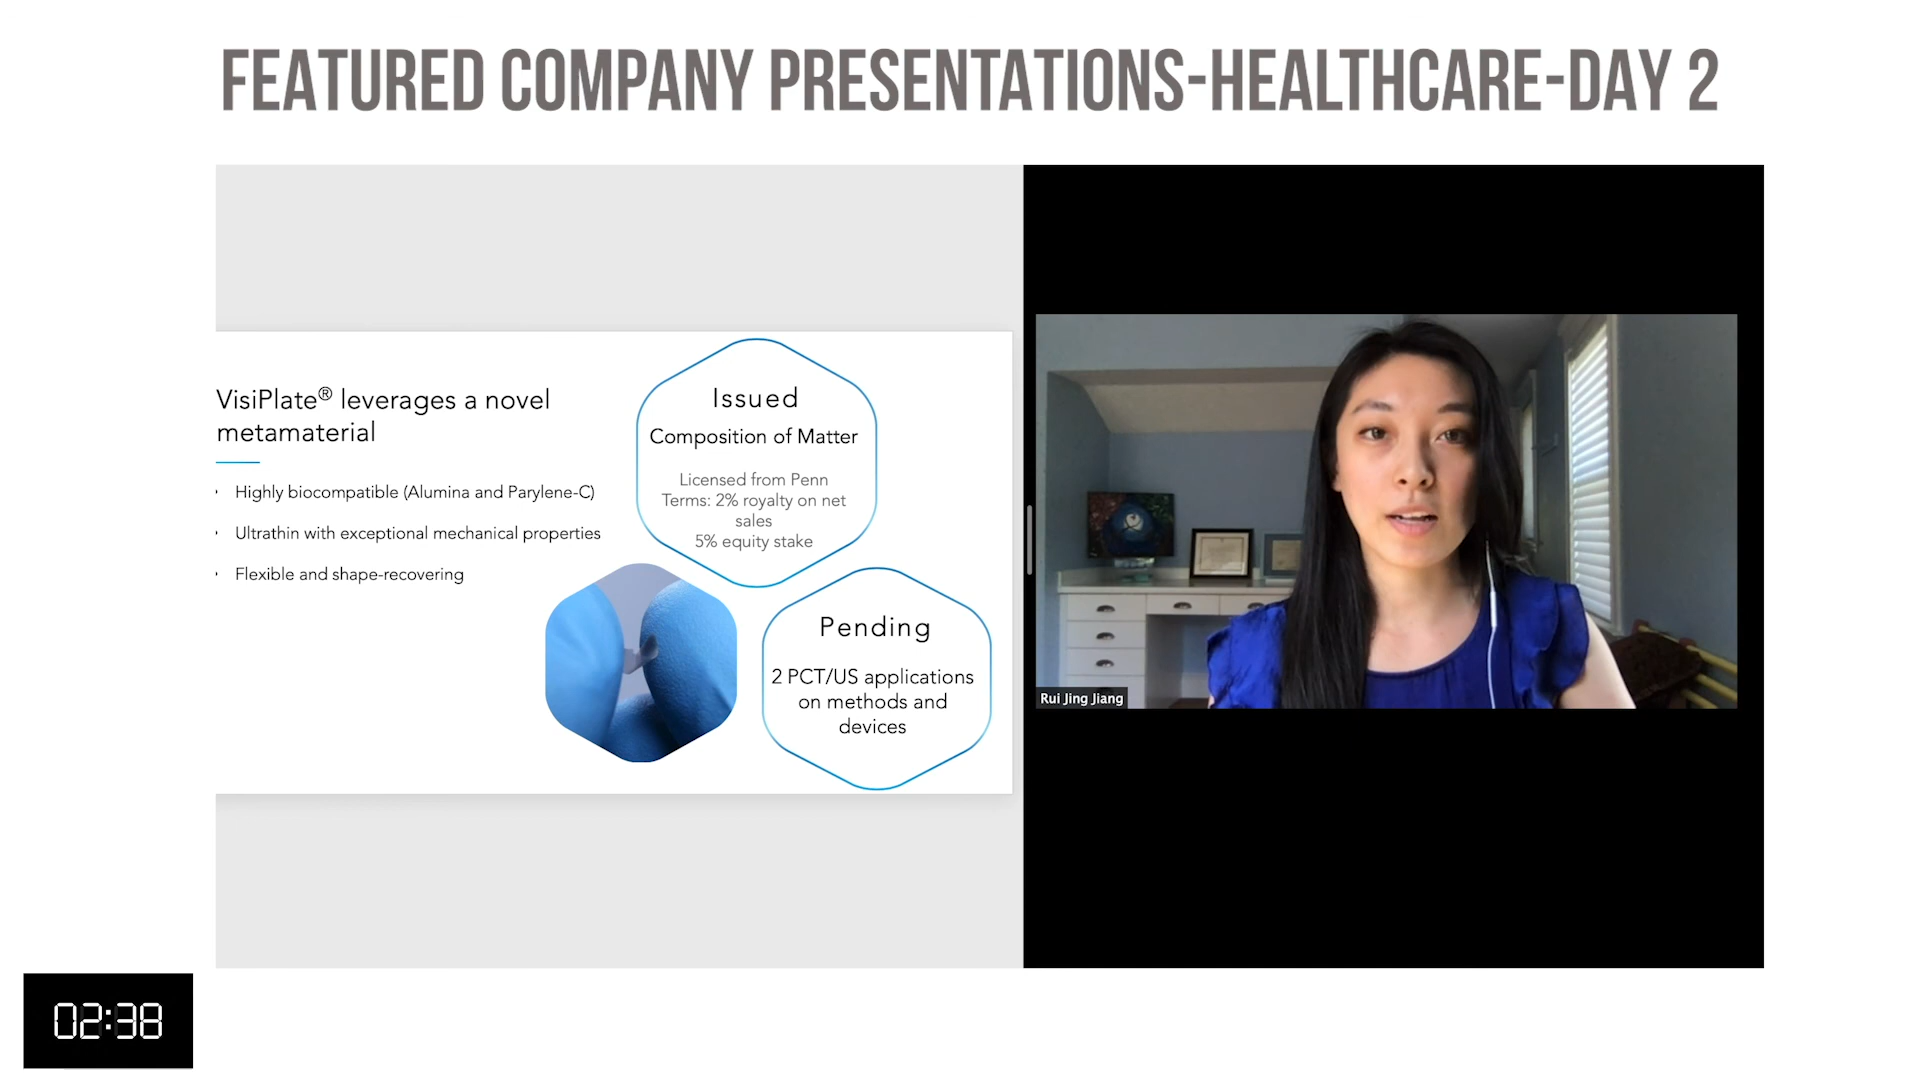 FEATURED COMPANY PRESENTATIONS-HEALTHCARE-DAY 2
VisiPlate® leverages a novel
metamaterial
Highly biocompatible (Alumina and Parylene-C)
Ultrathin with exceptional mechanical properties
Flexible and shape-recovering
Issued
Composition of Matter
Licensed from Penn
Terms: 2% royalty on net
sales
5% equity stake
Pending
2 PCT/US applications
on methods and
devices
Rui Jing Jiang
02:38